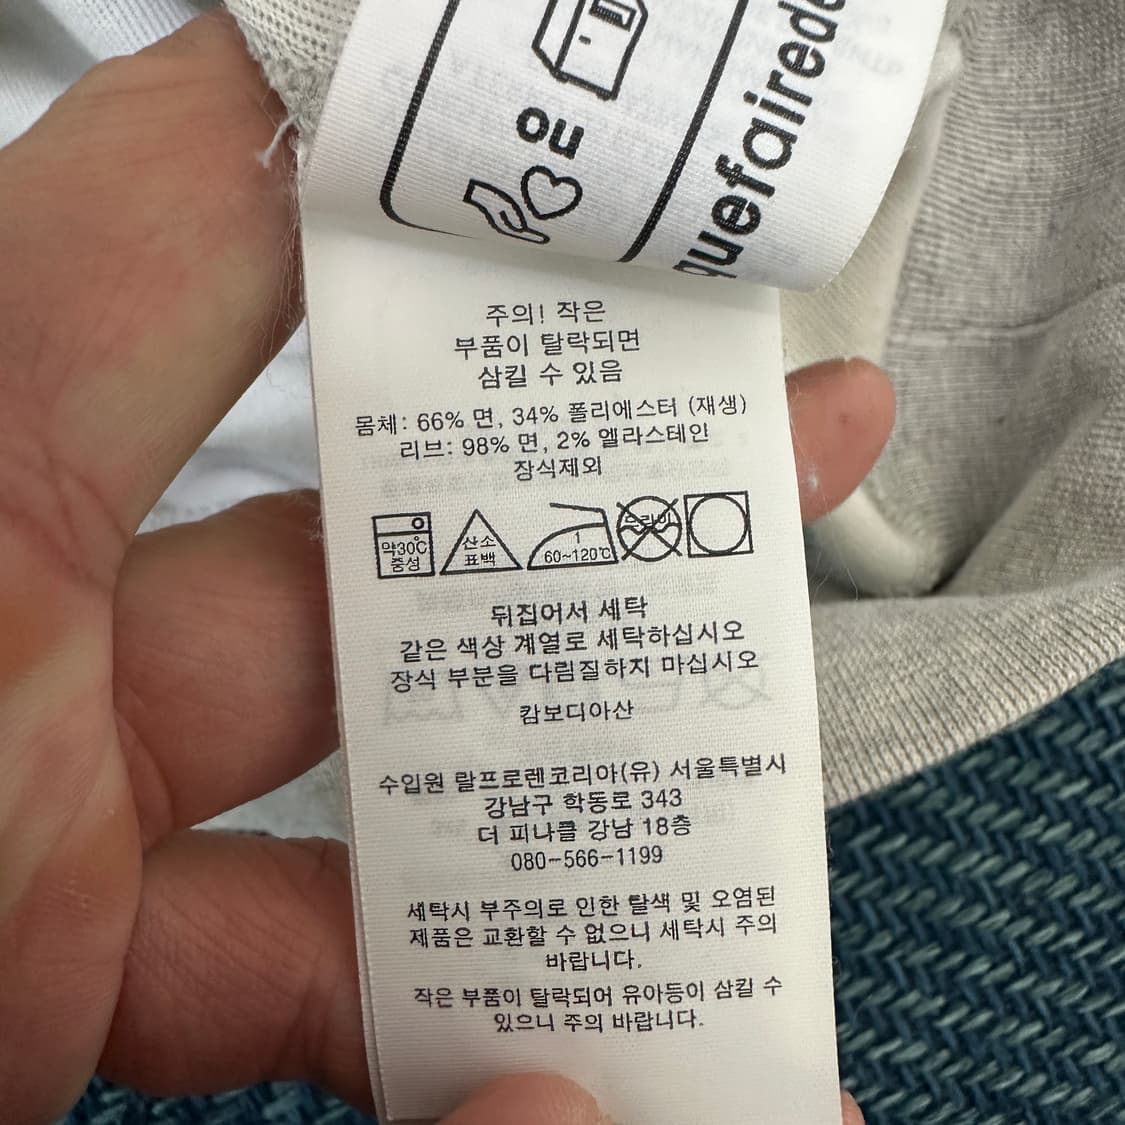 OU
quefairede
주의! 작은
부품이 탈락되면
삼킬 수 있음
몸체: 66% 면, 34% 폴리에스터 (재생)
리브: 98% 면, 2% 엘라스테인
장식제외
약30℃
중성
산소
표백
1
60~120℃
드라이
뒤집어서 세탁
같은 색상 계열로 세탁하십시오
장식 부분을 다림질하지 마십시오
캄보디아산
수입원 랄프로렌코리아(유) 서울특별시
강남구 학동로 343
더 피나클 강남 18층
080-566-1199
세탁시 부주의로 인한 탈색 및 오염된
제품은 교환할 수 없으니 세탁시 주의
바랍니다.
작은 부품이 탈락되어 유아등이 삼킬 수
있으니 주의 바랍니다.